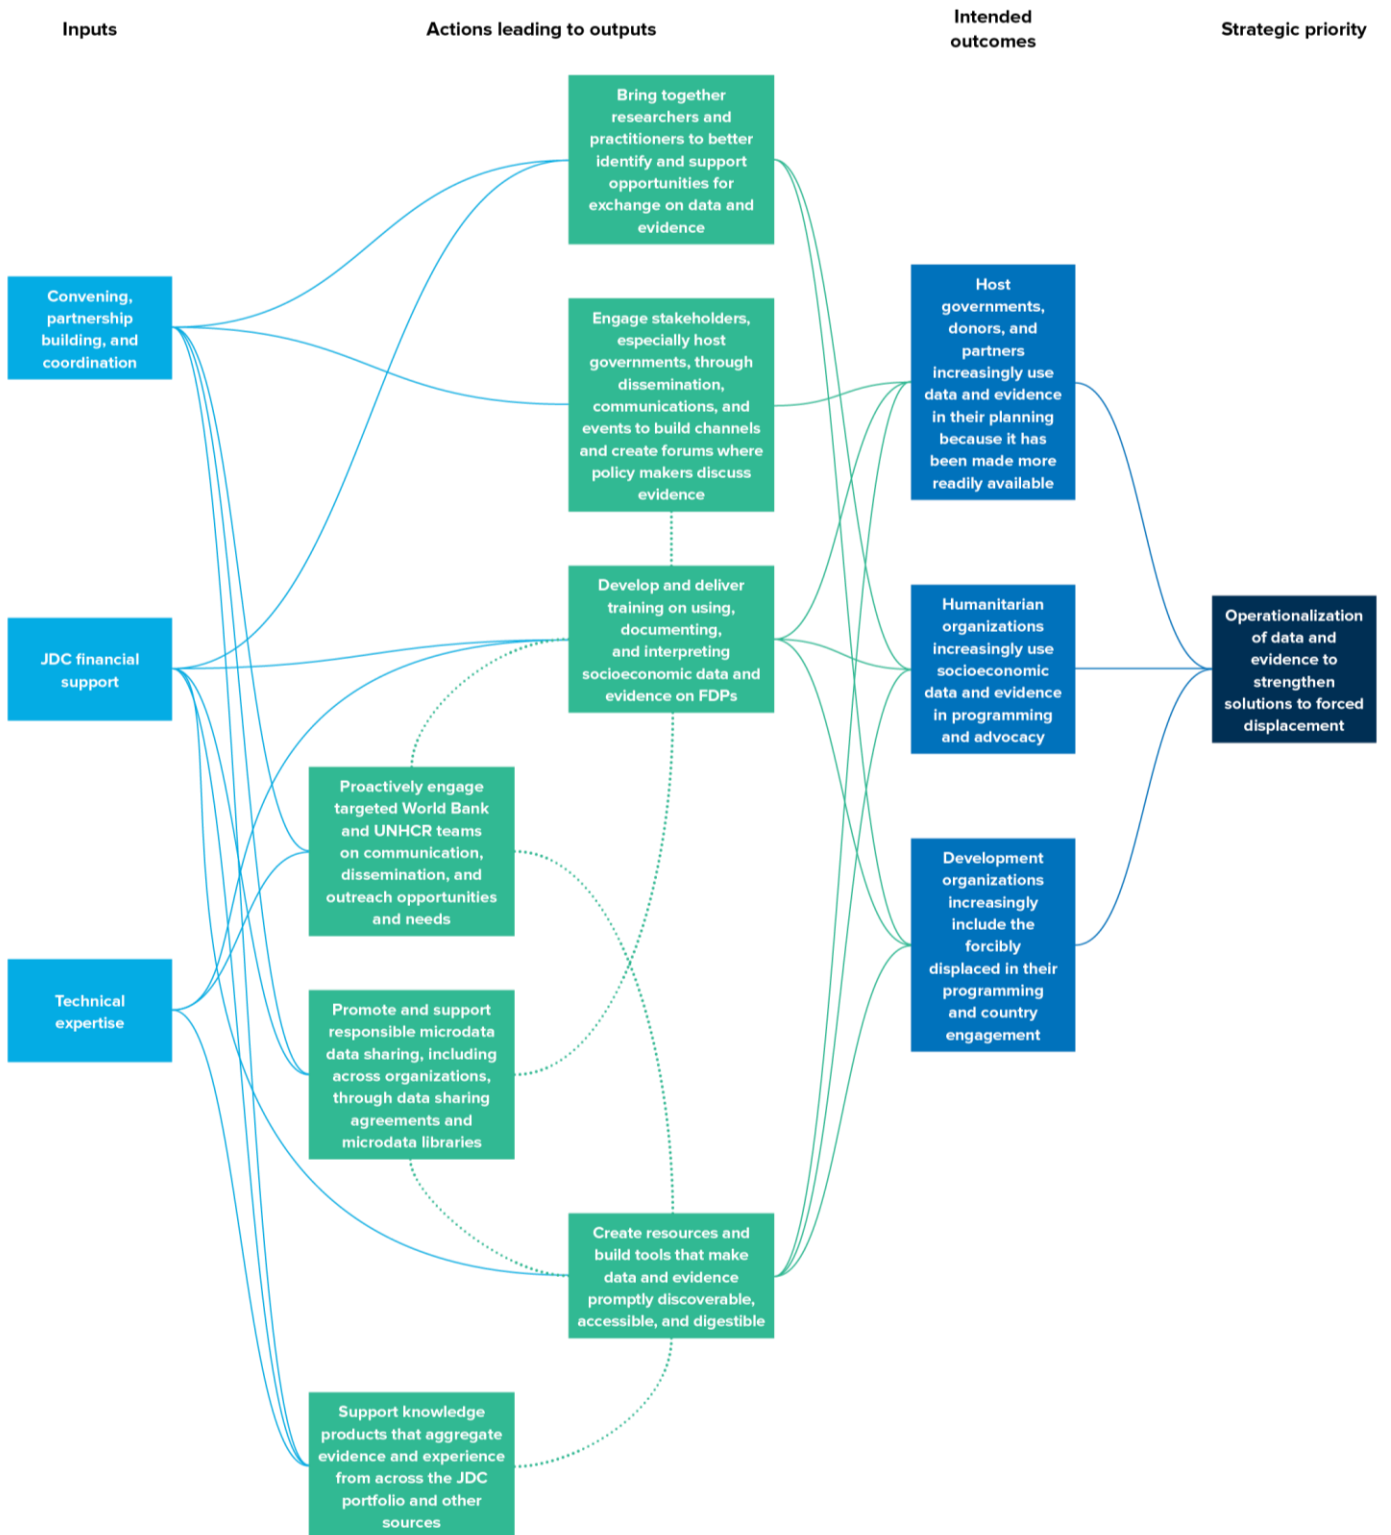 Inputs
Actions leading to outputs
Intended
outcomes
Strategic priority
Convening,
partnership
building, and
coordination
JDC financial
support
Technical
expertise
Bring together
researchers and
practitioners to better
identify and support
opportunities for
exchange on data and
evidence
Engage stakeholders,
especially host
governments, through
dissemination,
communications, and
events to build channels
and create forums where
policy makers discuss
evidence
Develop and deliver
training on using,
documenting,
and interpreting
socioeconomic data and
evidence on FDPs
Proactively engage
targeted World Bank
and UNHCR teams
on communication,
dissemination, and
outreach opportunities
and needs
Promote and support
responsible microdata
data sharing, including
across organizations,
through data sharing
agreements and
microdata libraries
Create resources and
build tools that make
data and evidence
promptly discoverable,
accessible, and digestible
Support knowledge
products that aggregate
evidence and experience
from across the JDC
portfolio and other
sources
Host
governments,
donors, and
partners
increasingly use
data and evidence
in their planning
because it has
been made more
readily available
Humanitarian
organizations
increasingly use
socioeconomic
data and evidence
in programming
and advocacy
Development
organizations
increasingly
include the
forcibly
displaced in their
programming
and country
engagement
Operationalization
of data and
evidence to
strengthen
solutions to forced
displacement